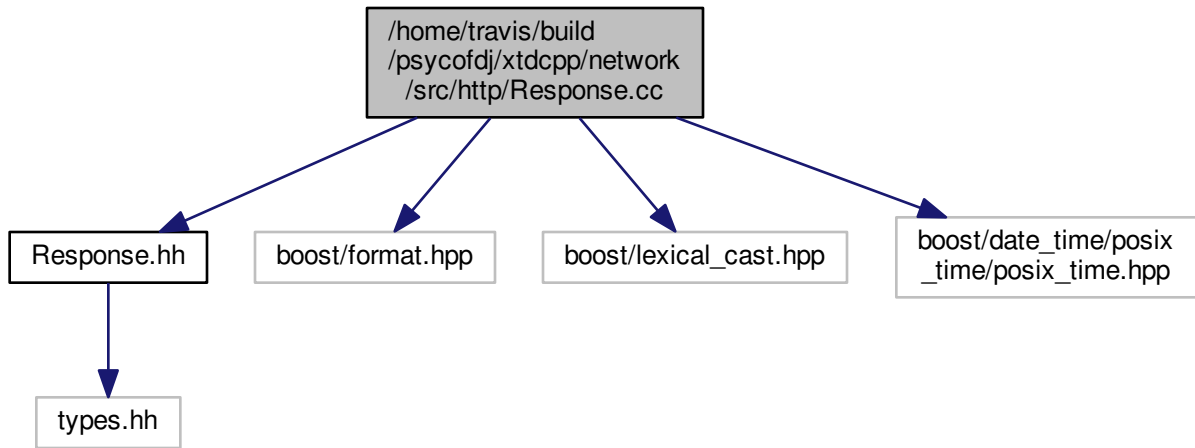 /home/travis/build
/psycofdj/xtdcpp/network
/src/http/Response.cc
Response.hh
boost/format.hpp
boost/lexical_cast.hpp
boost/date_time/posix
_time/posix_time.hpp
types.hh